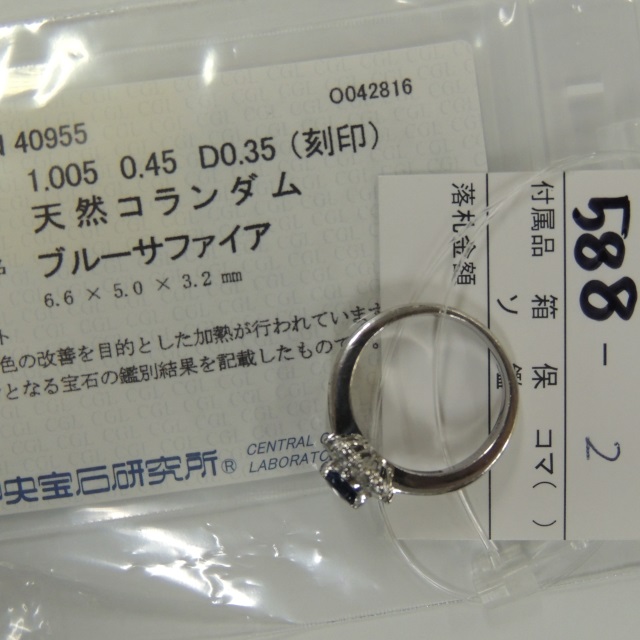 40955
O042816
1.005 0.45 D0.35 (刻印)
天然コランダム
ブルーサファイア
6.6 × 5.0 × 3.2 mm
色の改善を目的とした加熱が行われていま
となる宝石の鑑別結果を記載したもので
央宝石研究所®
CENTRAL
LABORATO
588-2
付属品 箱 保 コマ( )
ソ
落札金額